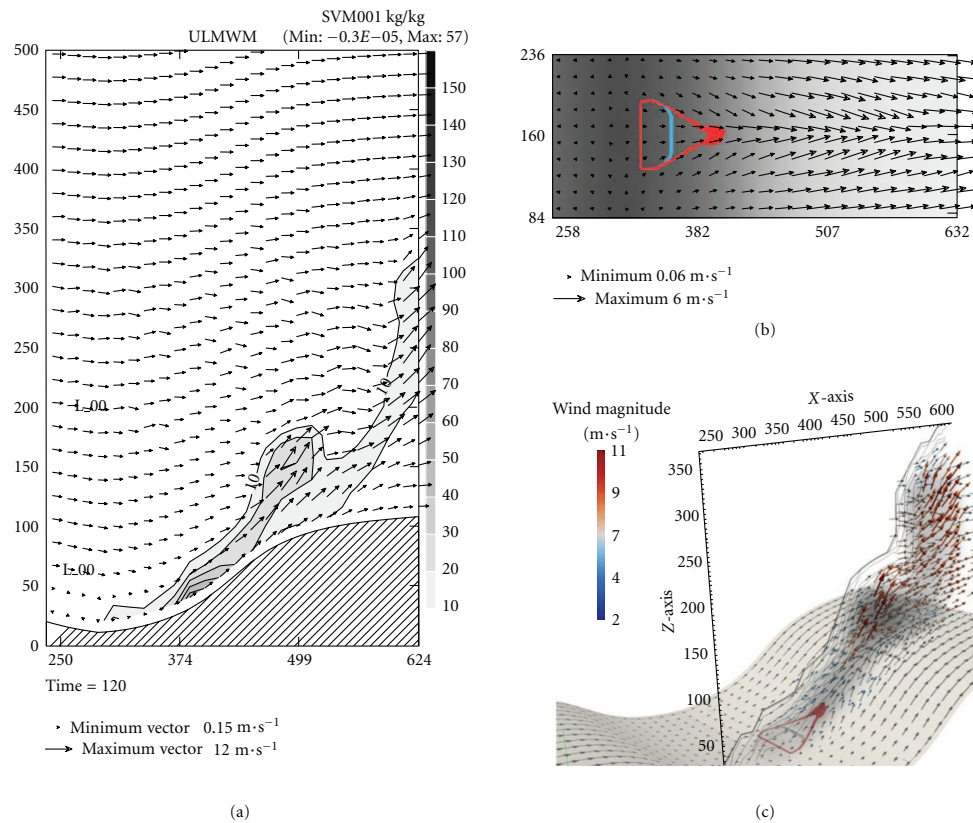 SVM001 kg/kg
ULMWM (Min: −0.3E−05, Max: 57)
500
450
400
350
300
250
200
150
100
50
0
250 374 499 624
150
140
130
120
110
100
90
80
70
60
50
40
30
20
10
L.00
L.00
10
10
Time = 120
Minimum vector 0.15 m·s−1
Maximum vector 12 m·s−1
(a)
236
160
84
258 382 507 632
Minimum 0.06 m·s−1
Maximum 6 m·s−1
(b)
Wind magnitude
(m·s−1)
11
9
7
4
2
X-axis
250 300 350 400 450 500 550 600
Z-axis
350
300
250
200
150
100
50
(c)